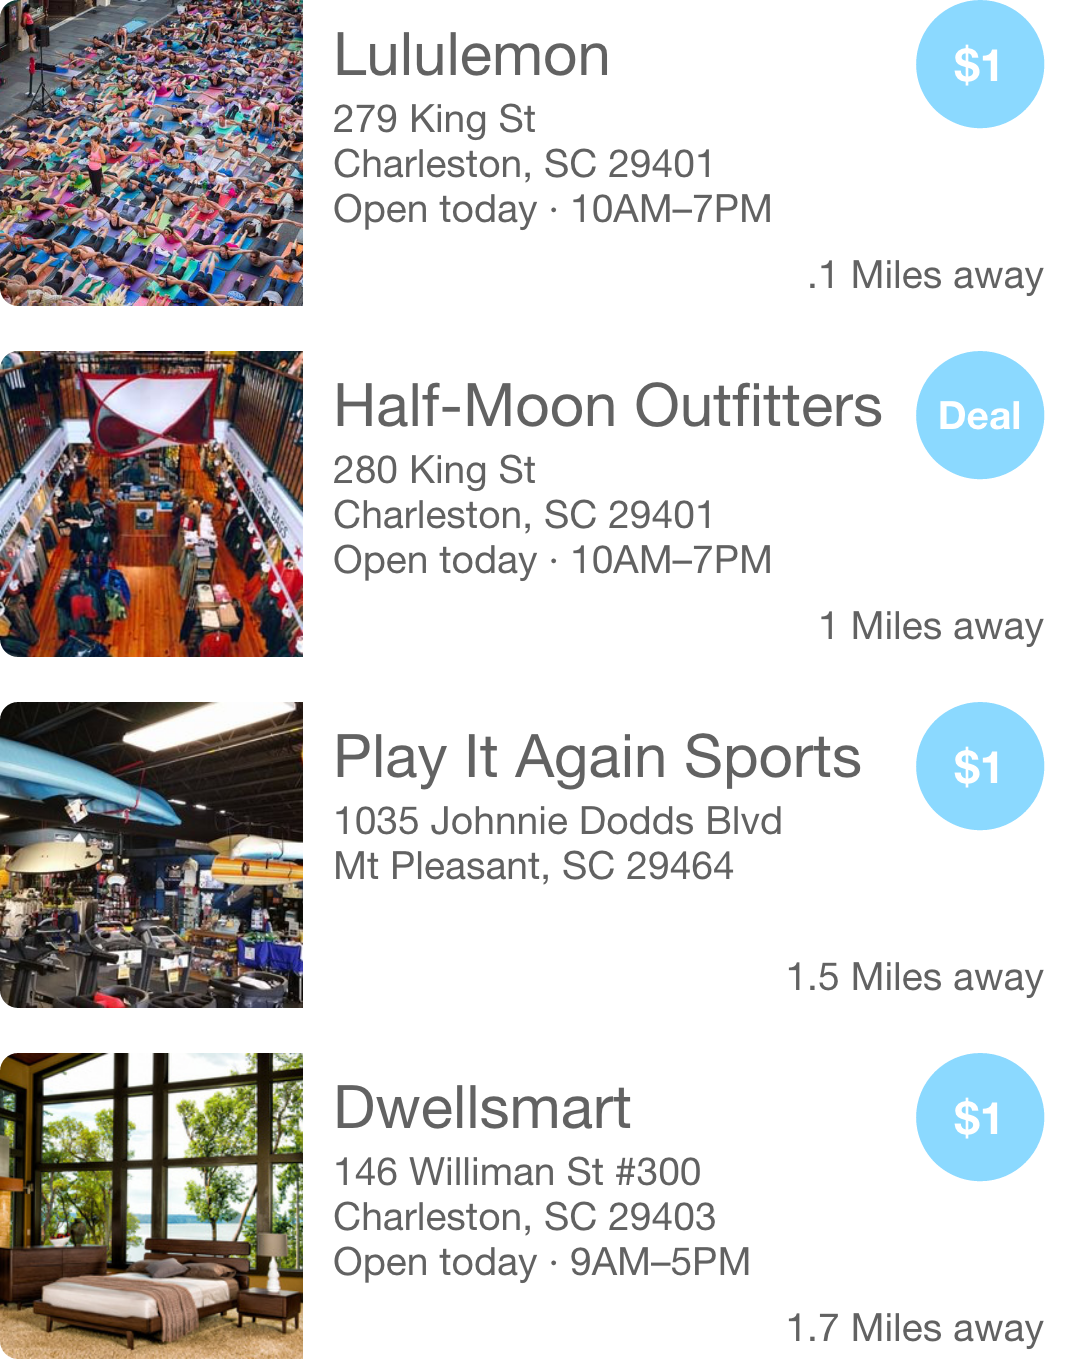 Lululemon
$1
279 King St
Charleston, SC 29401
Open today · 10AM–7PM
.1 Miles away
Half-Moon Outfitters
Deal
280 King St
Charleston, SC 29401
Open today · 10AM–7PM
1 Miles away
SLEEPING BAGS
Play It Again Sports
$1
1035 Johnnie Dodds Blvd
Mt Pleasant, SC 29464
1.5 Miles away
Dwellsmart
$1
146 Williman St #300
Charleston, SC 29403
Open today · 9AM–5PM
1.7 Miles away